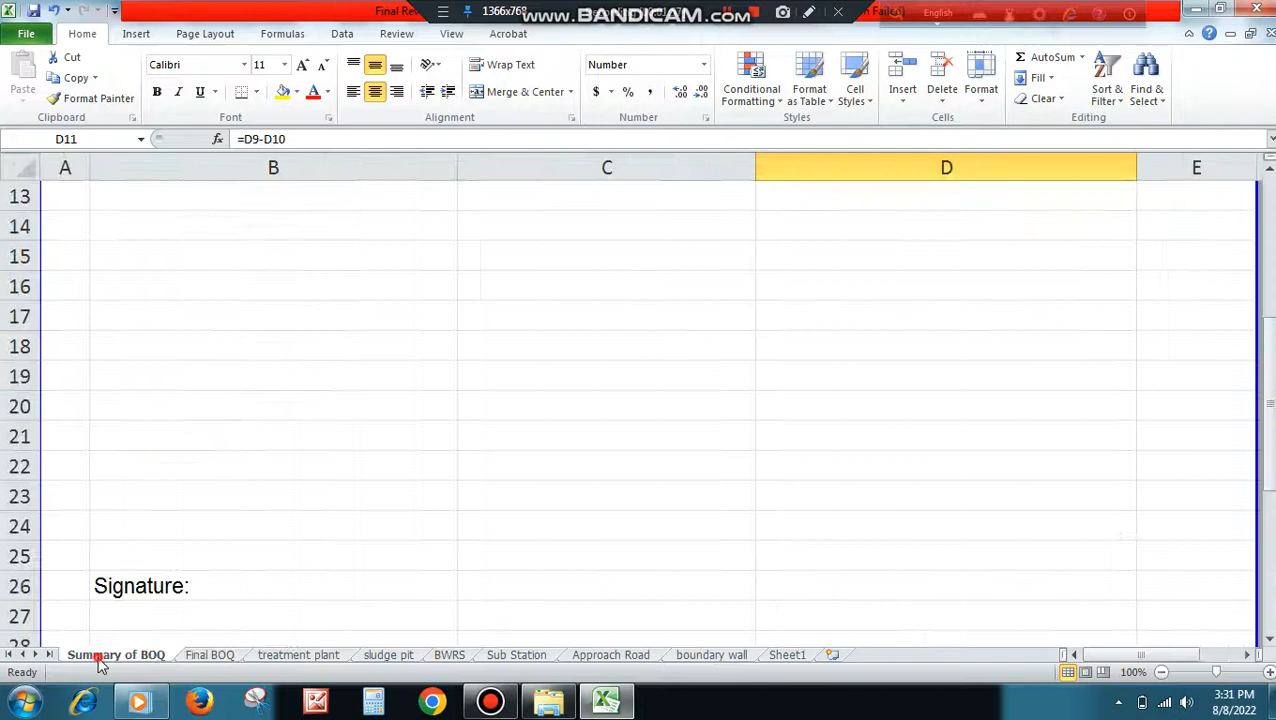 Final Re
1366x768
www.BANDICAM.com
n Failed)
English
File
Home
Insert
Page Layout
Formulas
Data
Review
View
Acrobat
Paste
Cut
Copy
Format Painter
Clipboard
Calibri
11
B I U
A
Font
Wrap Text
Merge & Center
Alignment
Number
$ % ,
Number
Conditional Formatting
Format as Table
Cell Styles
Styles
Insert
Delete
Format
Cells
Σ AutoSum
Fill
Clear
Sort & Filter
Find & Select
Editing
D11
fx
=D9-D10
A B C D E
13
14
15
16
17
18
19
20
21
22
23
24
25
26 Signature:
27
28
Summary of BOQ
Final BOQ
treatment plant
sludge pit
BWRS
Sub Station
Approach Road
boundary wall
Sheet1
Ready
100%
3:31 PM
8/8/2022